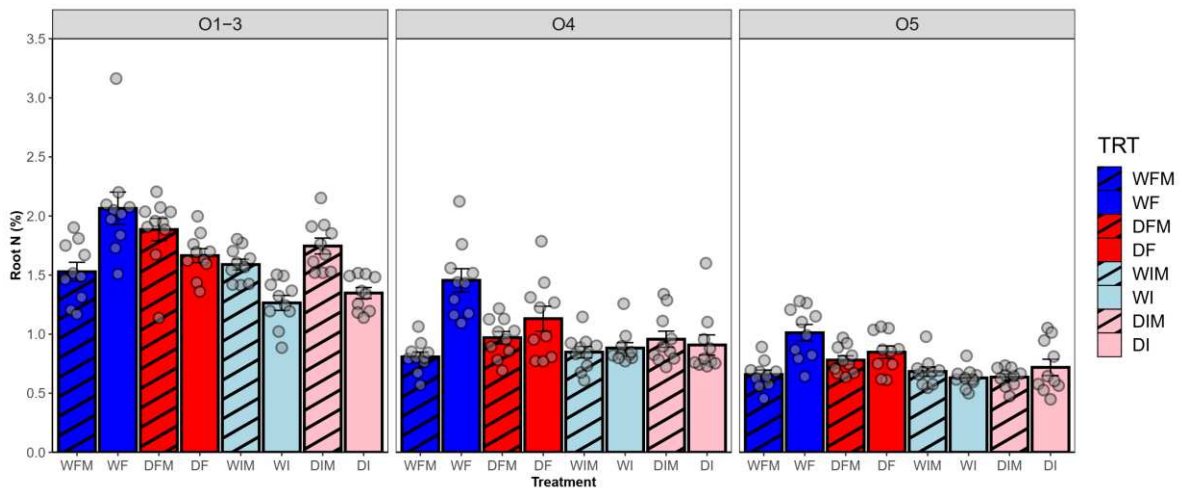 O1−3 O4 O5
3.5
3.0
2.5
2.0
1.5
1.0
0.5
0.0
Root N (%)
WFM WF DFM DF WIM WI DIM DI WFM WF DFM DF WIM WI DIM DI WFM WF DFM DF WIM WI DIM DI
Treatment
TRT
WFM
WF
DFM
DF
WIM
WI
DIM
DI